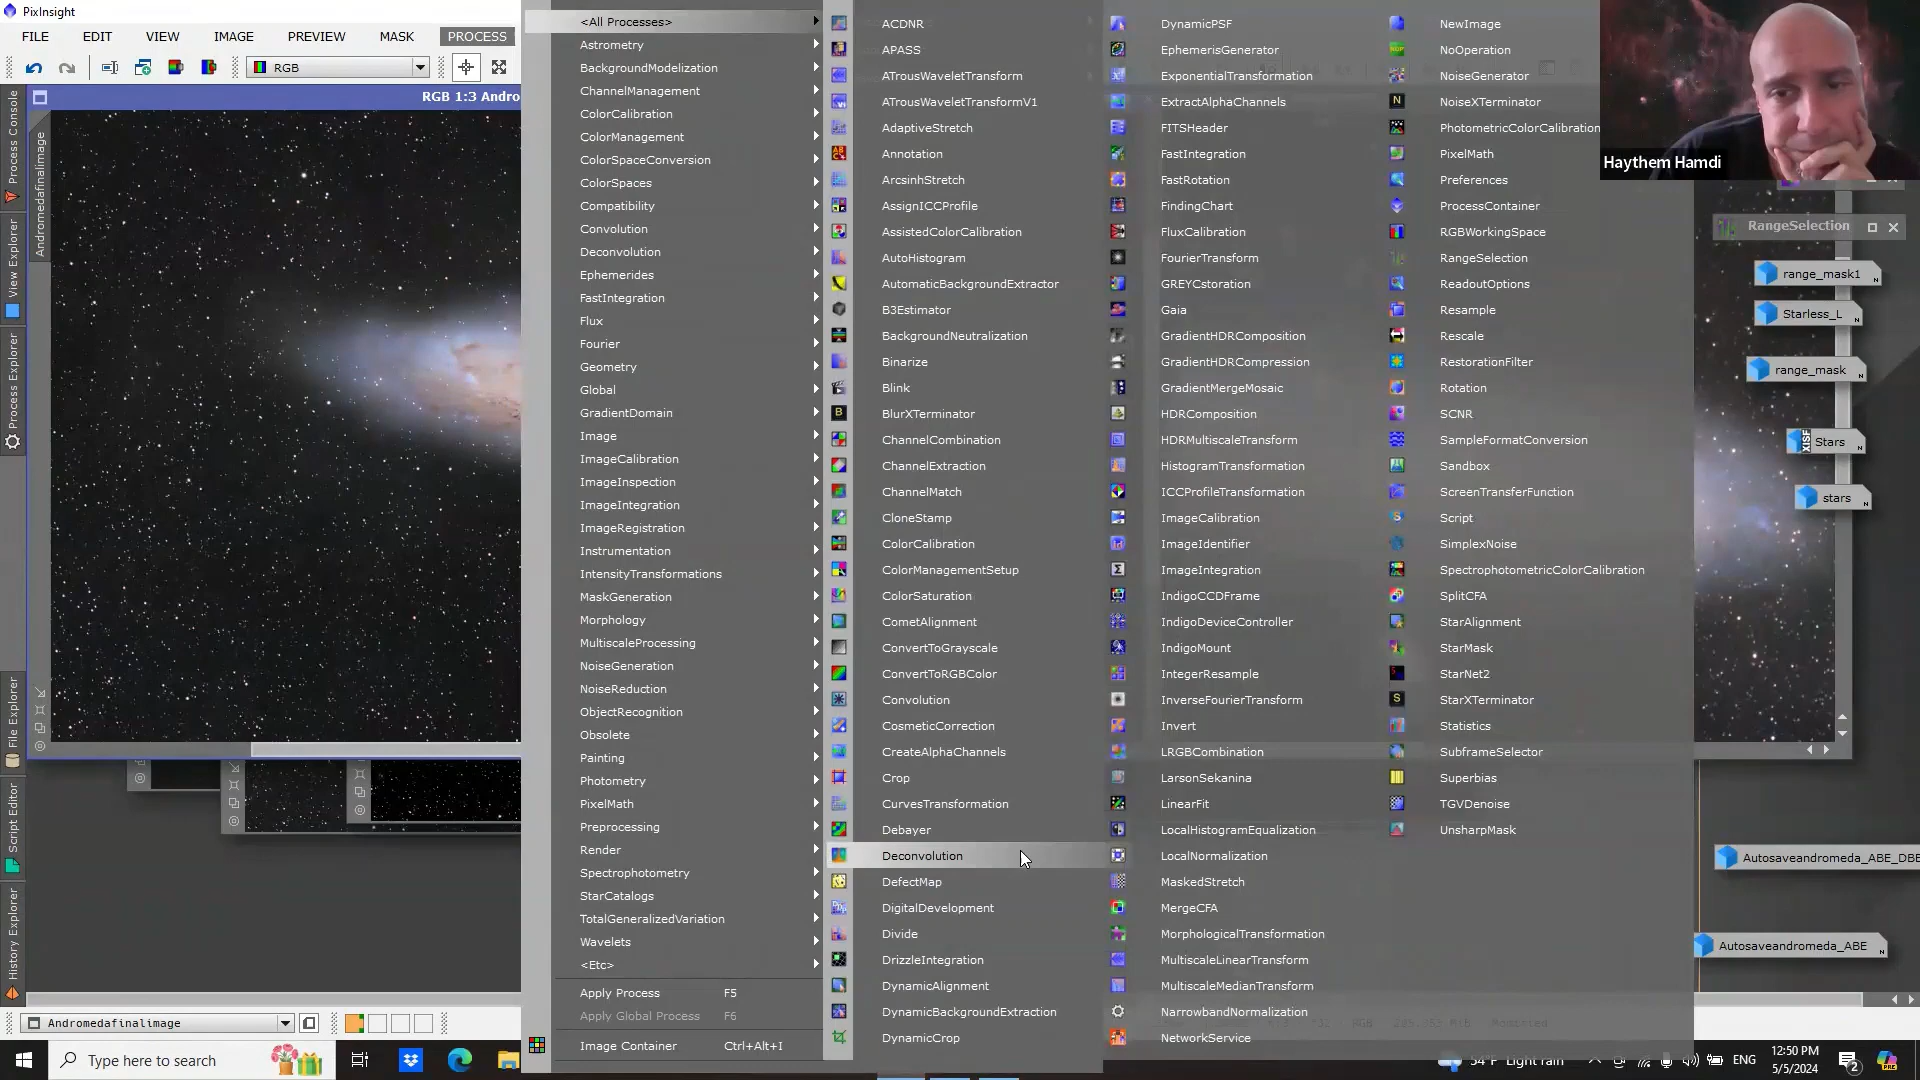 PixInsight
FILE EDIT VIEW IMAGE PREVIEW MASK PROCESS
RGB
RGB 1:3 Andro
Andromedafinalimage
Process Console
View Explorer
Process Explorer
File Explorer
Script Editor
History Explorer
<All Processes>
Astrometry
BackgroundModelization
ChannelManagement
ColorCalibration
ColorManagement
ColorSpaceConversion
ColorSpaces
Compatibility
Convolution
Deconvolution
Ephemerides
FastIntegration
Flux
Fourier
Geometry
Global
GradientDomain
Image
ImageCalibration
ImageInspection
ImageIntegration
ImageRegistration
Instrumentation
IntensityTransformations
MaskGeneration
Morphology
MultiscaleProcessing
NoiseGeneration
NoiseReduction
ObjectRecognition
Obsolete
Painting
Photometry
PixelMath
Preprocessing
Render
Spectrophotometry
StarCatalogs
TotalGeneralizedVariation
Wavelets
<Etc>
Apply Process F5
Apply Global Process F6
Image Container Ctrl+Alt+I
ACDNR
APASS
ATrousWaveletTransform
ATrousWaveletTransformV1
AdaptiveStretch
Annotation
ArcsinhStretch
AssignICCProfile
AssistedColorCalibration
AutoHistogram
AutomaticBackgroundExtractor
B3Estimator
BackgroundNeutralization
Binarize
Blink
BlurXTerminator
ChannelCombination
ChannelExtraction
ChannelMatch
CloneStamp
ColorCalibration
ColorManagementSetup
ColorSaturation
CometAlignment
ConvertToGrayscale
ConvertToRGBColor
Convolution
CosmeticCorrection
CreateAlphaChannels
Crop
CurvesTransformation
Debayer
Deconvolution
DefectMap
DigitalDevelopment
Divide
DrizzleIntegration
DynamicAlignment
DynamicBackgroundExtraction
DynamicCrop
DynamicPSF
EphemerisGenerator
ExponentialTransformation
ExtractAlphaChannels
FITSHeader
FastIntegration
FastRotation
FindingChart
FluxCalibration
FourierTransform
GREYCstoration
Gaia
GradientHDRComposition
GradientHDRCompression
GradientMergeMosaic
HDRComposition
HDRMultiscaleTransform
HistogramTransformation
ICCProfileTransformation
ImageCalibration
ImageIdentifier
ImageIntegration
IndigoCCDFrame
IndigoDeviceController
IndigoMount
IntegerResample
InverseFourierTransform
Invert
LRGBCombination
LarsonSekanina
LinearFit
LocalHistogramEqualization
LocalNormalization
MaskedStretch
MergeCFA
MorphologicalTransformation
MultiscaleLinearTransform
MultiscaleMedianTransform
NarrowbandNormalization
NetworkService
NewImage
NoOperation
NoiseGenerator
NoiseXTerminator
PhotometricColorCalibration
PixelMath
Preferences
ProcessContainer
RGBWorkingSpace
RangeSelection
ReadoutOptions
Resample
Rescale
RestorationFilter
Rotation
SCNR
SampleFormatConversion
Sandbox
ScreenTransferFunction
Script
SimplexNoise
SpectrophotometricColorCalibration
SplitCFA
StarAlignment
StarMask
StarNet2
StarXTerminator
Statistics
SubframeSelector
Superbias
TGVDenoise
UnsharpMask
Haythem Hamdi
RangeSelection
range_mask1
Starless_L
range_mask
Stars
stars
Autosaveandromeda_ABE_DBE
Autosaveandromeda_ABE
Andromedafinalimage
Type here to search
54°F Light rain
ENG
12:50 PM
5/5/2024
2